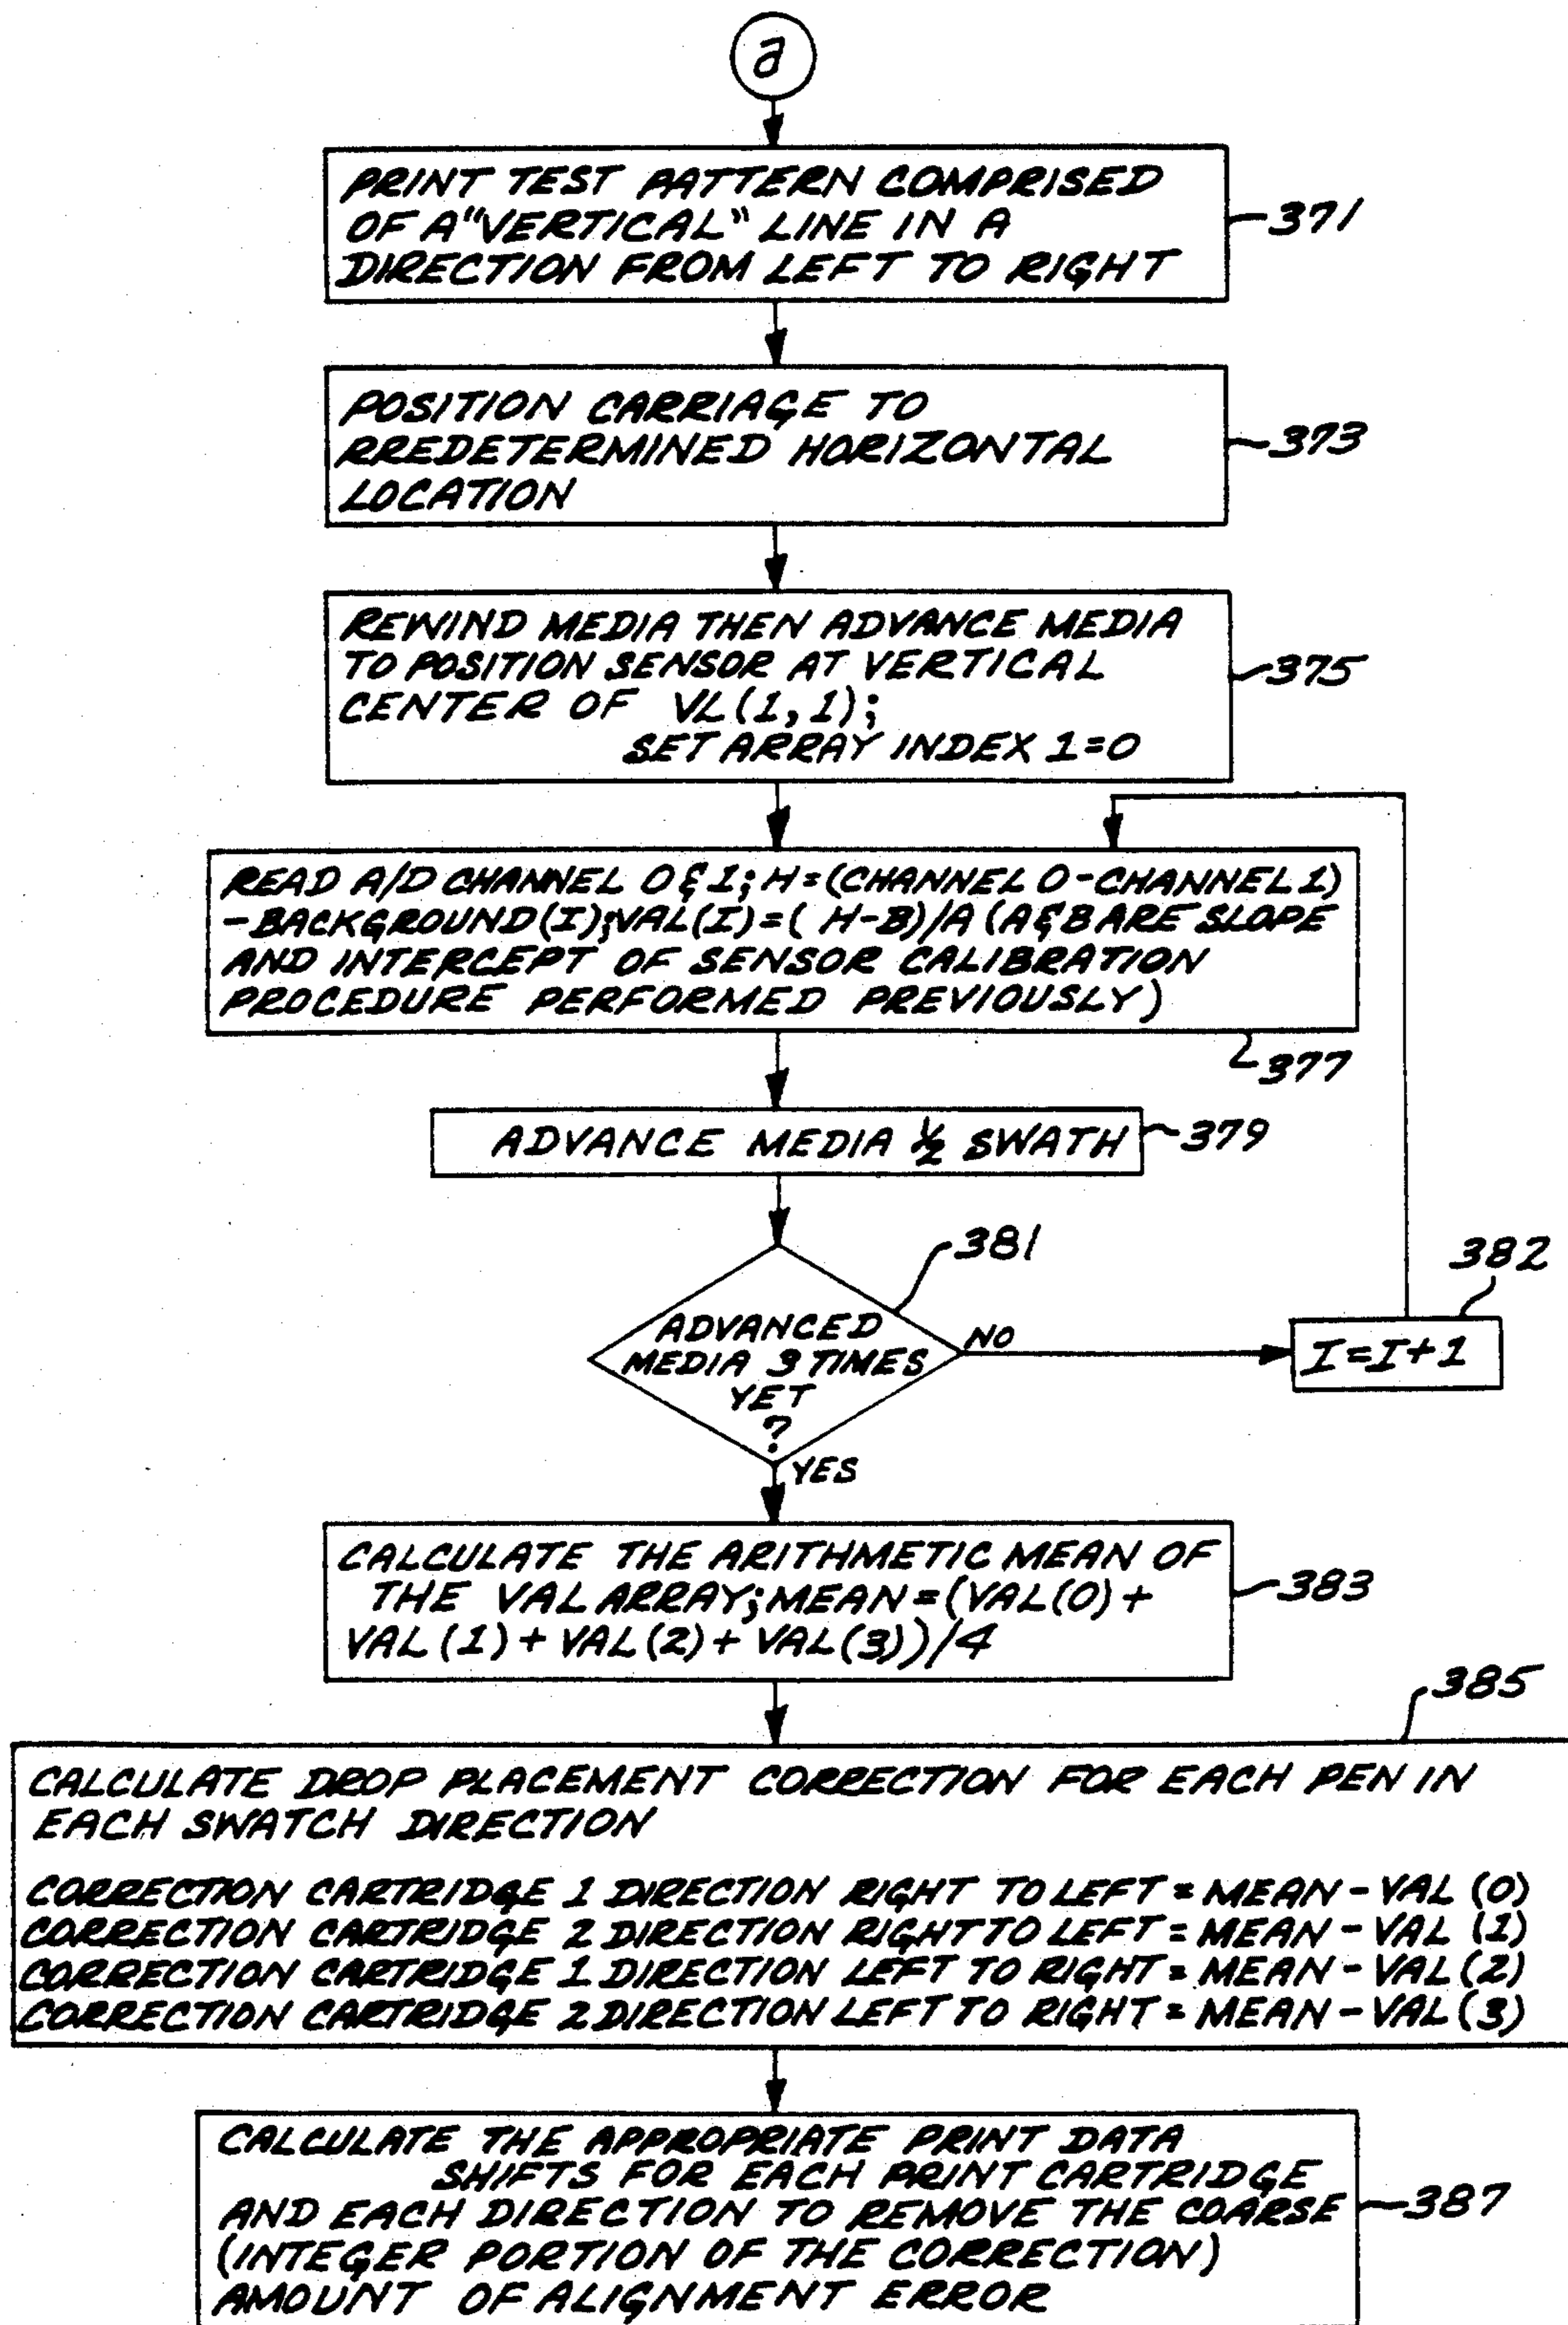 a
PRINT TEST PATTERN COMPRISED
OF A "VERTICAL" LINE IN A
DIRECTION FROM LEFT TO RIGHT
371
POSITION CARRIAGE TO
PREDETERMINED HORIZONTAL
LOCATION
373
REWIND MEDIA THEN ADVANCE MEDIA
TO POSITION SENSOR AT VERTICAL
CENTER OF VL(1,1);
SET ARRAY INDEX 1=0
375
READ A/D CHANNEL 0 & 1; H=(CHANNEL 0-CHANNEL 1)
-BACKGROUND(I); VAL(I)=( H-B)/A (A & B ARE SLOPE
AND INTERCEPT OF SENSOR CALIBRATION
PROCEDURE PERFORMED PREVIOUSLY)
377
ADVANCE MEDIA ½ SWATH
379
381
ADVANCED
MEDIA 3 TIMES
YET
?
NO
YES
382
I=I+1
CALCULATE THE ARITHMETIC MEAN OF
THE VAL ARRAY; MEAN=(VAL(0)+
VAL(1)+VAL(2)+VAL(3))/4
383
385
CALCULATE DROP PLACEMENT CORRECTION FOR EACH PEN IN
EACH SWATCH DIRECTION
CORRECTION CARTRIDGE 1 DIRECTION RIGHT TO LEFT = MEAN-VAL (0)
CORRECTION CARTRIDGE 2 DIRECTION RIGHT TO LEFT = MEAN-VAL (1)
CORRECTION CARTRIDGE 1 DIRECTION LEFT TO RIGHT = MEAN-VAL(2)
CORRECTION CARTRIDGE 2 DIRECTION LEFT TO RIGHT = MEAN-VAL(3)
CALCULATE THE APPROPRIATE PRINT DATA
SHIFTS FOR EACH PRINT CARTRIDGE
AND EACH DIRECTION TO REMOVE THE COARSE
(INTEGER PORTION OF THE CORRECTION)
AMOUNT OF ALIGNMENT ERROR
387